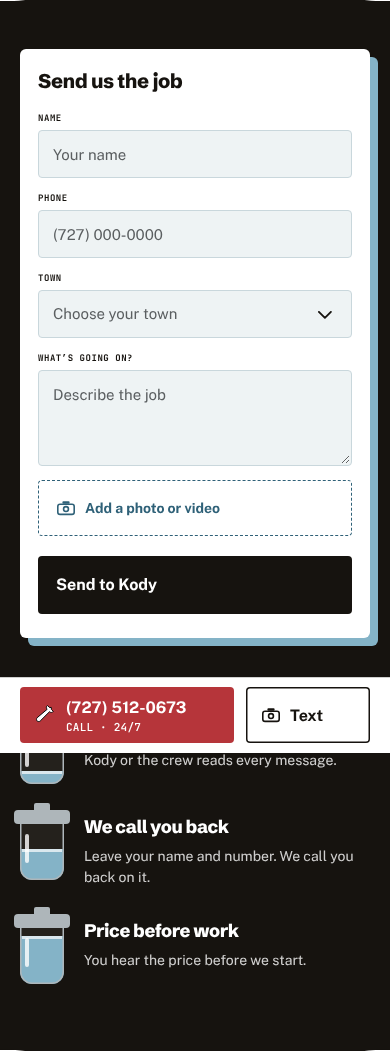 Send us the job
NAME
Your name
PHONE
(727) 000-0000
TOWN
Choose your town
WHAT'S GOING ON?
Describe the job
Add a photo or video
Send to Kody
(727) 512-0673
CALL · 24/7
Text
Kody or the crew reads every message.
We call you back
Leave your name and number. We call you
back on it.
Price before work
You hear the price before we start.